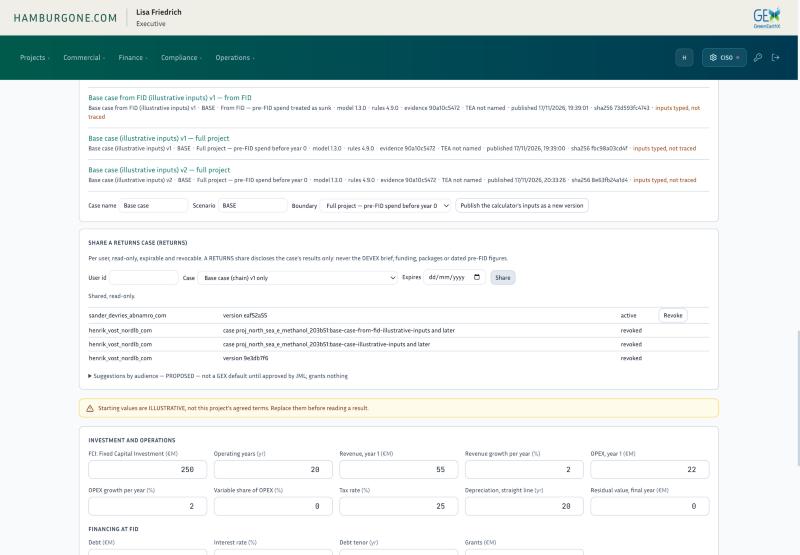 HAMBURGONE.COM
Lisa Friedrich
Executive
GEX
GreenEarthX
Projects
Commercial
Finance
Compliance
Operations
H
CISO
Base case from FID (illustrative inputs) v1 — from FID
Base case from FID (illustrative inputs) v1 · BASE · From FID — pre-FID spend treated as sunk · model 1.3.0 · rules 4.9.0 · evidence 90a10c5472 · TEA not named · published 17/11/2026, 19:39:01 · sha256 73d593fc4743 · inputs typed, not
traced
Base case (illustrative inputs) v1 — full project
Base case (illustrative inputs) v1 · BASE · Full project — pre-FID spend before year 0 · model 1.3.0 · rules 4.9.0 · evidence 90a10c5472 · TEA not named · published 17/11/2026, 19:39:00 · sha256 fbc98a03cd4f · inputs typed, not traced
Base case (illustrative inputs) v2 — full project
Base case (illustrative inputs) v2 · BASE · Full project — pre-FID spend before year 0 · model 1.3.0 · rules 4.9.0 · evidence 90a10c5472 · TEA not named · published 17/11/2026, 20:33:26 · sha256 8e63fb24a1d4 · inputs typed, not traced
Case name Base case Scenario BASE Boundary Full project — pre-FID spend before year 0 Publish the calculator's inputs as a new version
SHARE A RETURNS CASE (RETURNS)
Per user, read-only, expirable and revocable. A RETURNS share discloses the case's results only: never the DEVEX brief, funding, packages or dated pre-FID figures.
User id Case Base case (chain) v1 only Expires dd/mm/yyyy Share
Shared, read-only.
sander_devries_abnamro_com version eaf52a55 active Revoke
henrik_vost_nordlb_com case proj_north_sea_e_methanol_203b51:base-case-from-fid-illustrative-inputs and later revoked
henrik_vost_nordlb_com case proj_north_sea_e_methanol_203b51:base-case-illustrative-inputs and later revoked
henrik_vost_nordlb_com version 9e3db7f6 revoked
Suggestions by audience — PROPOSED — not a GEX default until approved by JML; grants nothing
Starting values are ILLUSTRATIVE, not this project's agreed terms. Replace them before reading a result.
INVESTMENT AND OPERATIONS
FCI: Fixed Capital Investment (€M) Operating years (yr) Revenue, year 1 (€M) Revenue growth per year (%) OPEX, year 1 (€M)
250 20 55 2 22
OPEX growth per year (%) Variable share of OPEX (%) Tax rate (%) Depreciation, straight line (yr) Residual value, final year (€M)
2 0 25 20 0
FINANCING AT FID
Debt (€M) Interest rate (%) Debt tenor (yr) Grants (€M)